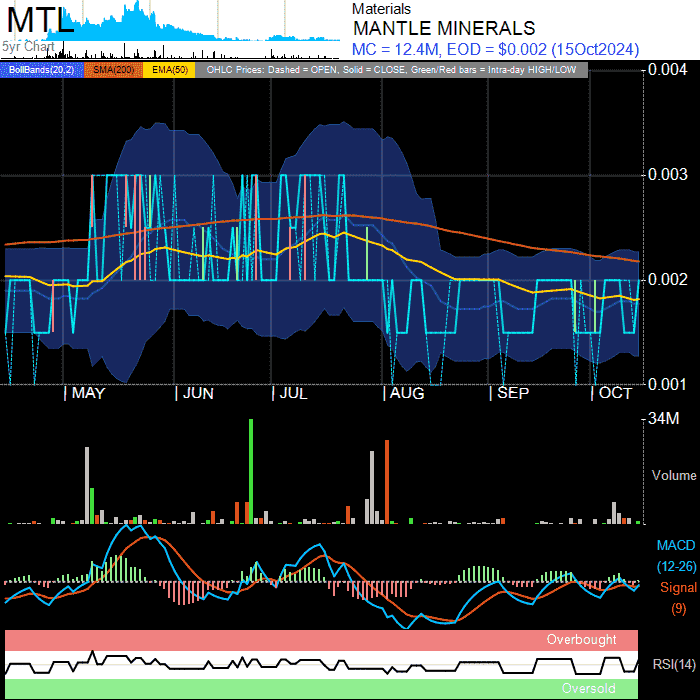 MTL
5yr Chart
Materials
MANTLE MINERALS
MC = 12.4M, EOD = $0.002 (15Oct2024)
BollBands(20,2) SMA(200) EMA(50) OHLC Prices: Dashed = OPEN, Solid = CLOSE, Green/Red bars = Intra-day HIGH/LOW
0.004
0.003
0.002
0.001
| MAY | JUN | JUL | AUG | SEP | OCT
34M
Volume
MACD
(12-26)
Signal
(9)
Overbought
RSI(14)
Oversold